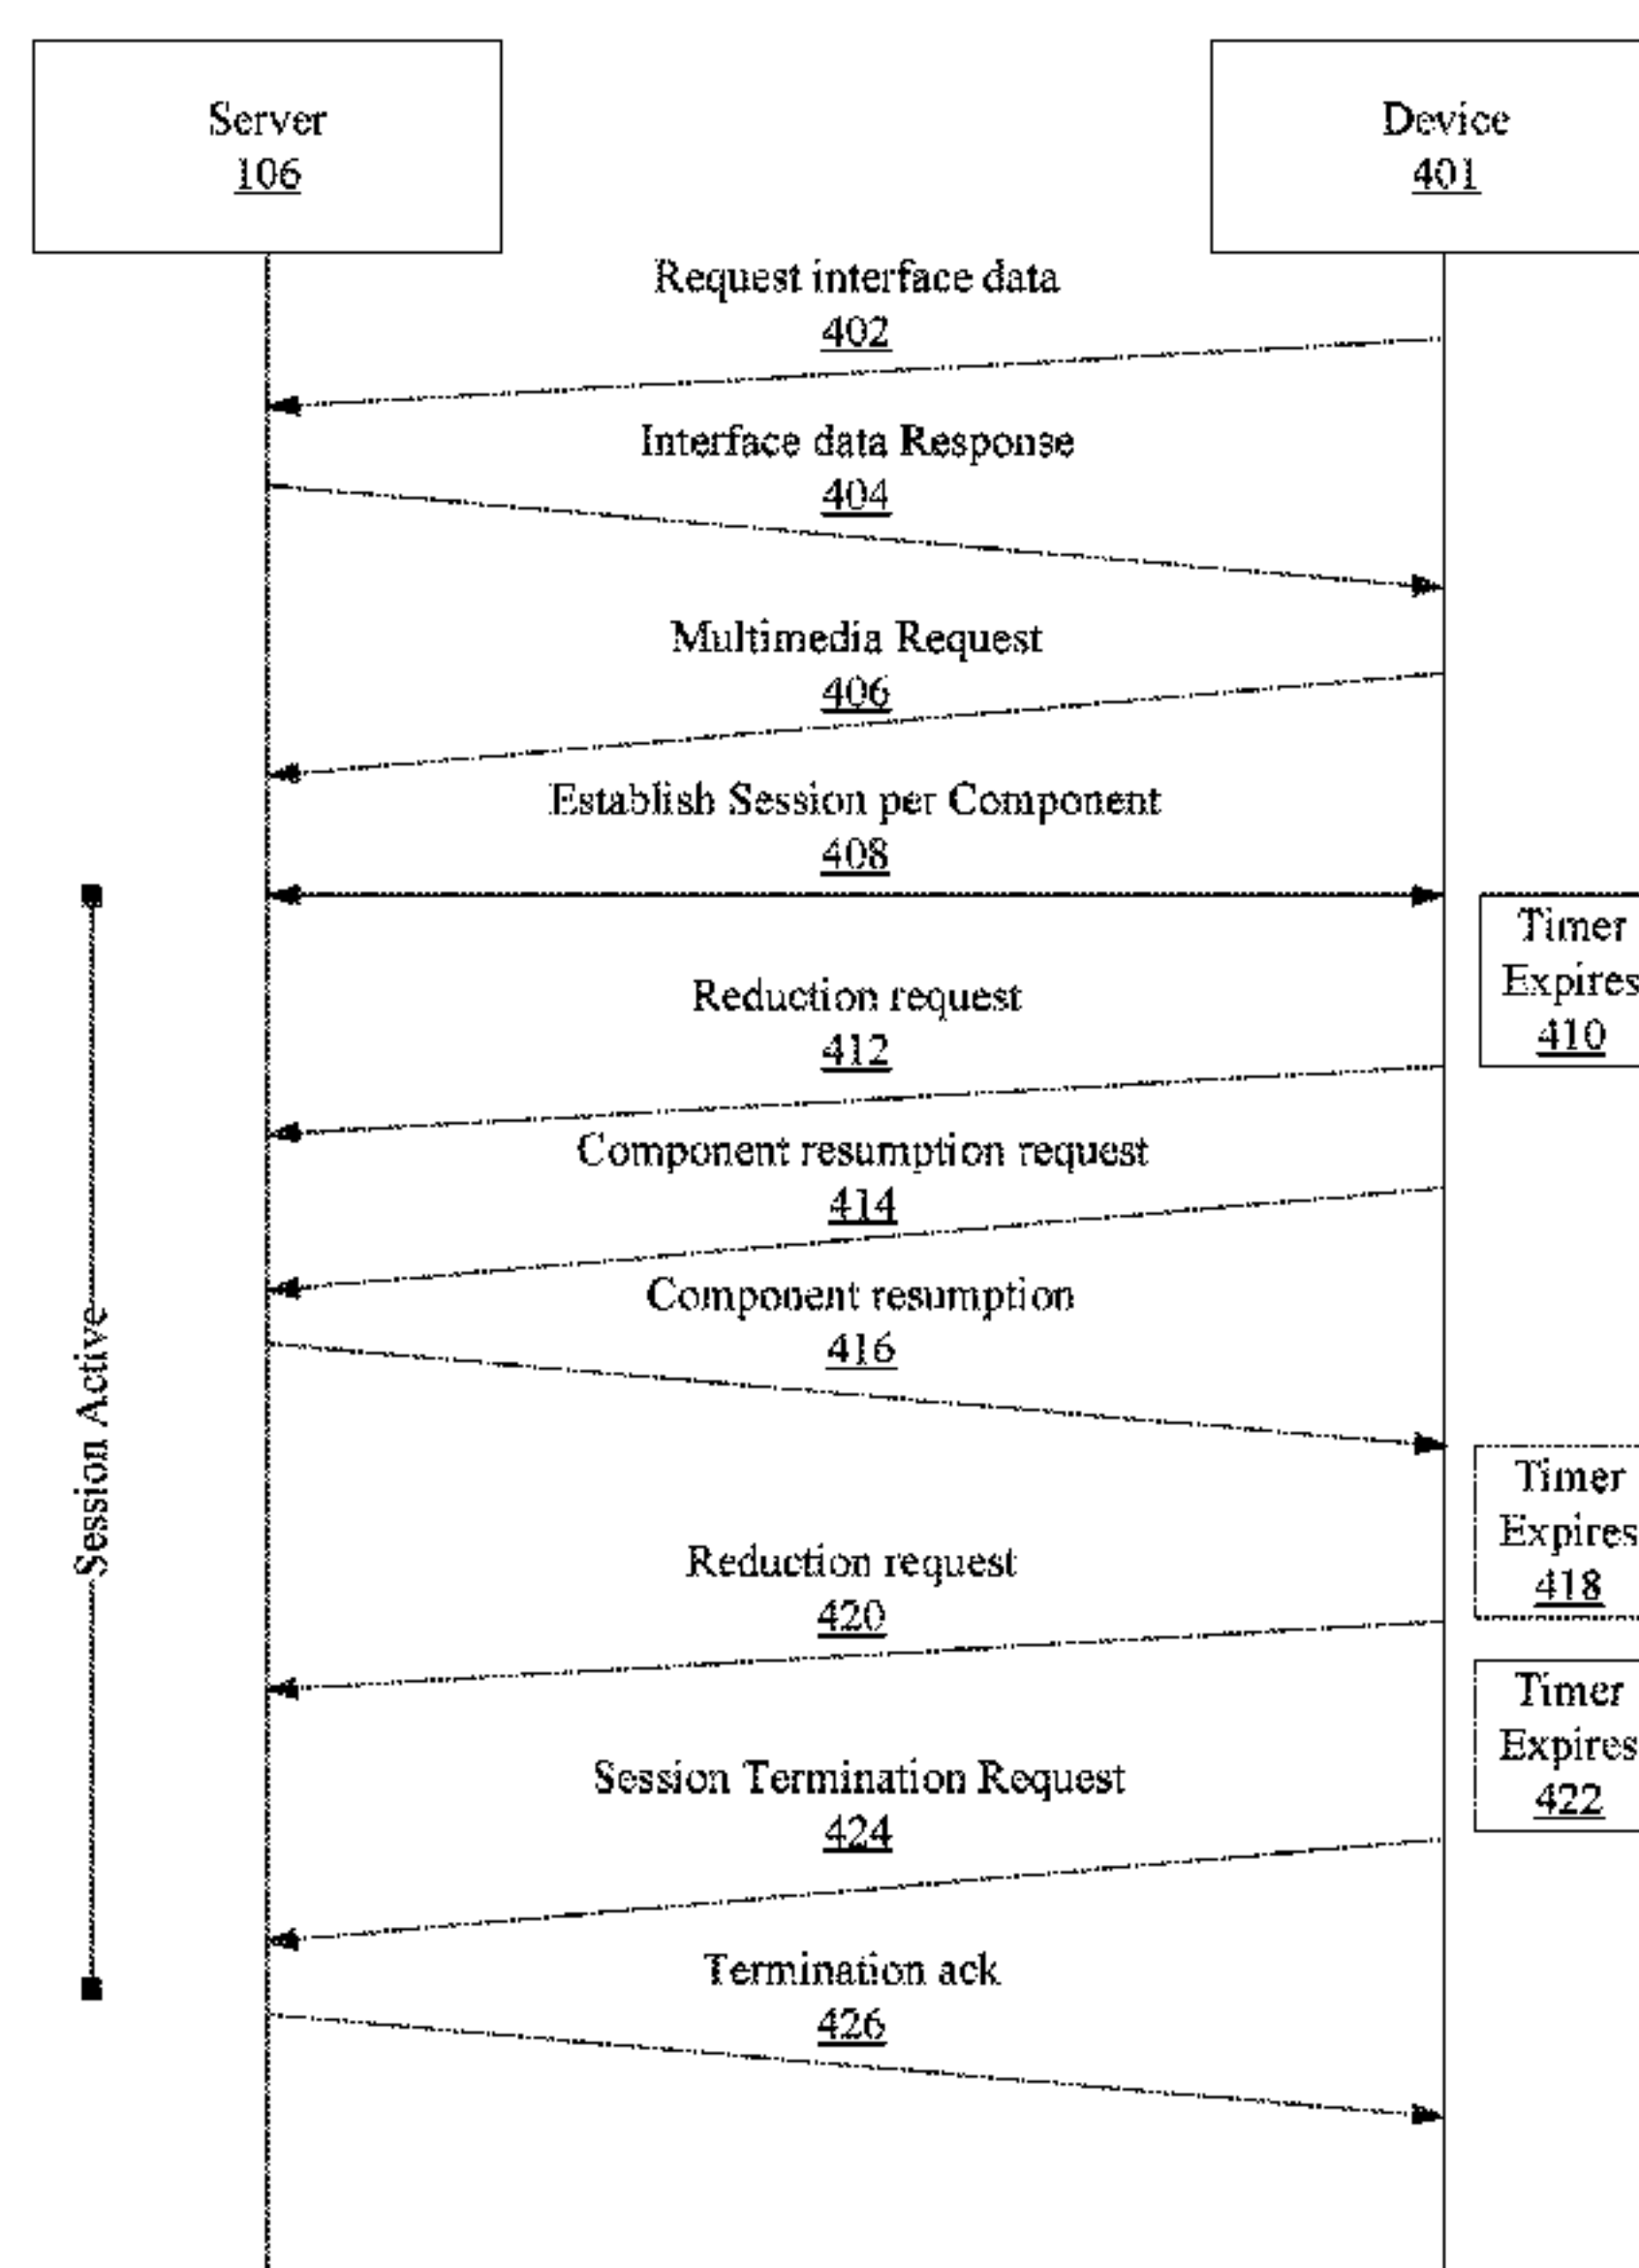 Server
106
Device
401
Request interface data
402
Interface data Response
404
Multimedia Request
406
Establish Session per Component
408
Timer
Expires
410
Reduction request
412
Component resumption request
414
Component resumption
416
Session Active
Timer
Expires
418
Reduction request
420
Timer
Expires
422
Session Termination Request
424
Termination ack
426